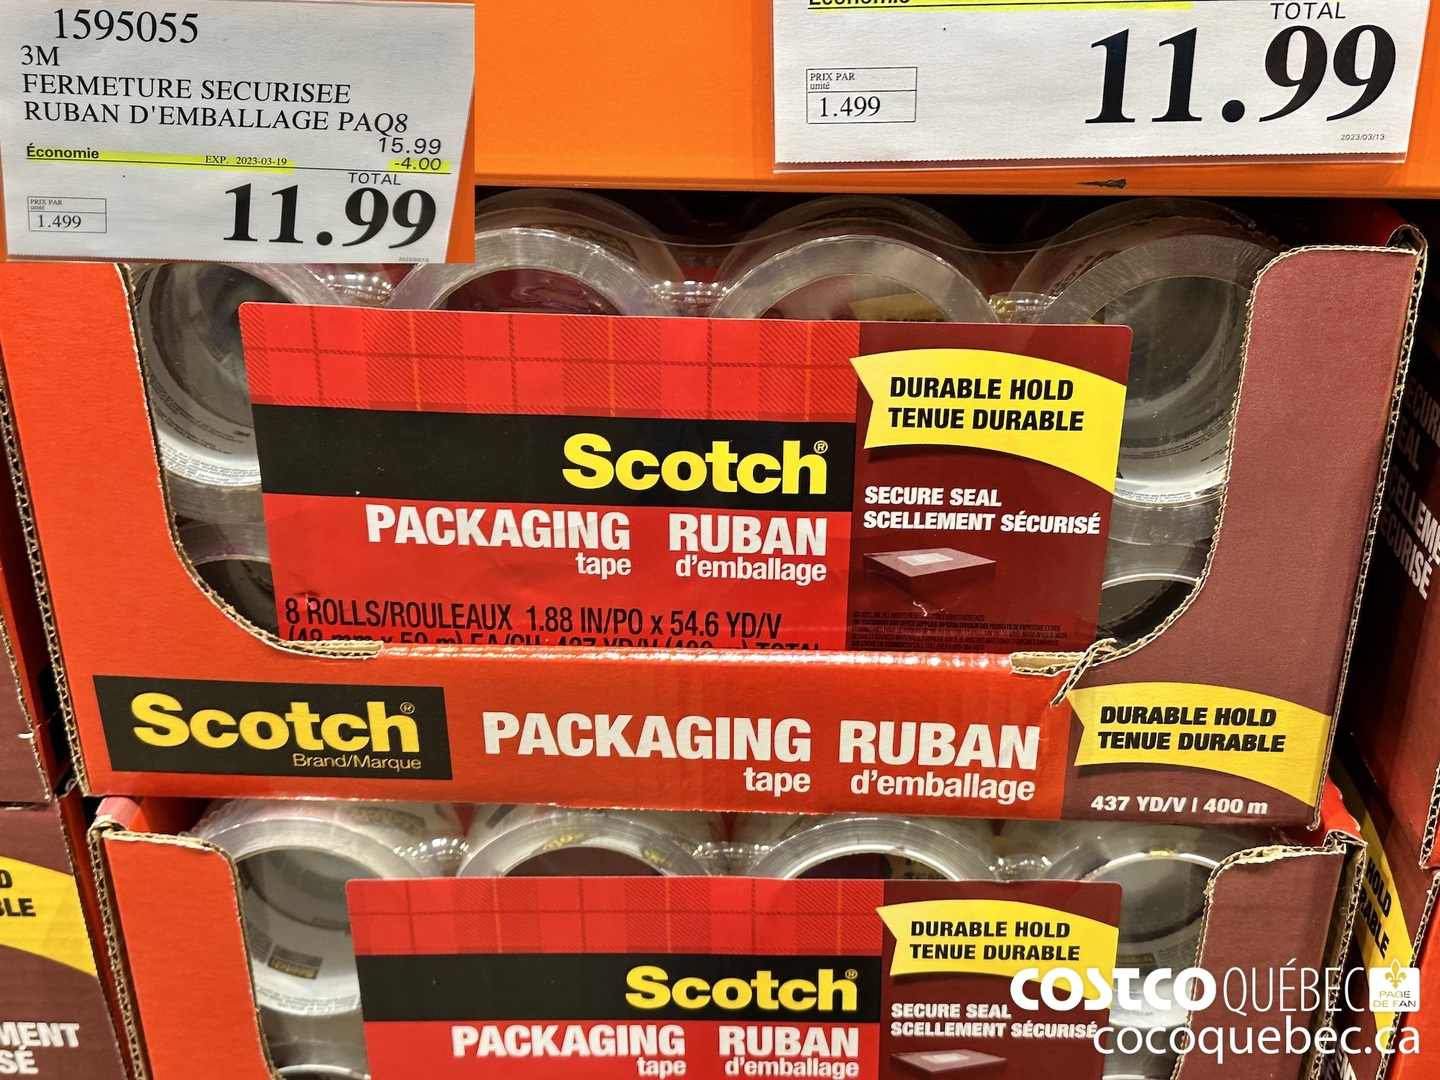 1595055
3M
FERMETURE SECURISEE
RUBAN D'EMBALLAGE PAQ8
15.99
Économie EXP. 2023-03-19 -4.00
TOTAL
PRIX PAR
unité
1.499
11.99
2023/03/13
Économie
TOTAL
PRIX PAR
unité
1.499
11.99
2023/03/13
DURABLE HOLD
TENUE DURABLE
Scotch®
SECURE SEAL
SCELLEMENT SÉCURISÉ
PACKAGING RUBAN
tape d'emballage
8 ROLLS/ROULEAUX 1.88 IN/PO x 54.6 YD/V
Scotch®
Brand/Marque
PACKAGING RUBAN
tape d'emballage
DURABLE HOLD
TENUE DURABLE
437 YD/V | 400 m
DURABLE HOLD
TENUE DURABLE
Scotch®
SECURE SEAL
SCELLEMENT SÉCURISÉ
PACKAGING RUBAN
tape d'emballage
COSTCO QUÉBEC
PAGE
DE FAN
cocoquebec.ca